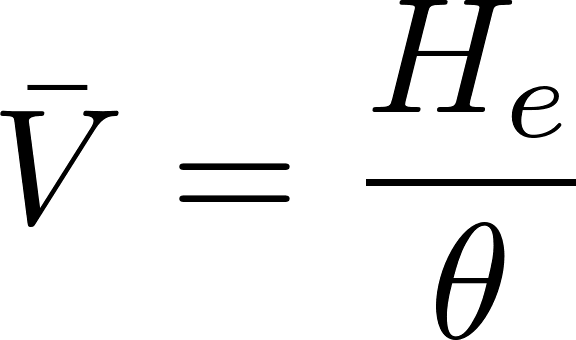 V̄ = H_e / θ